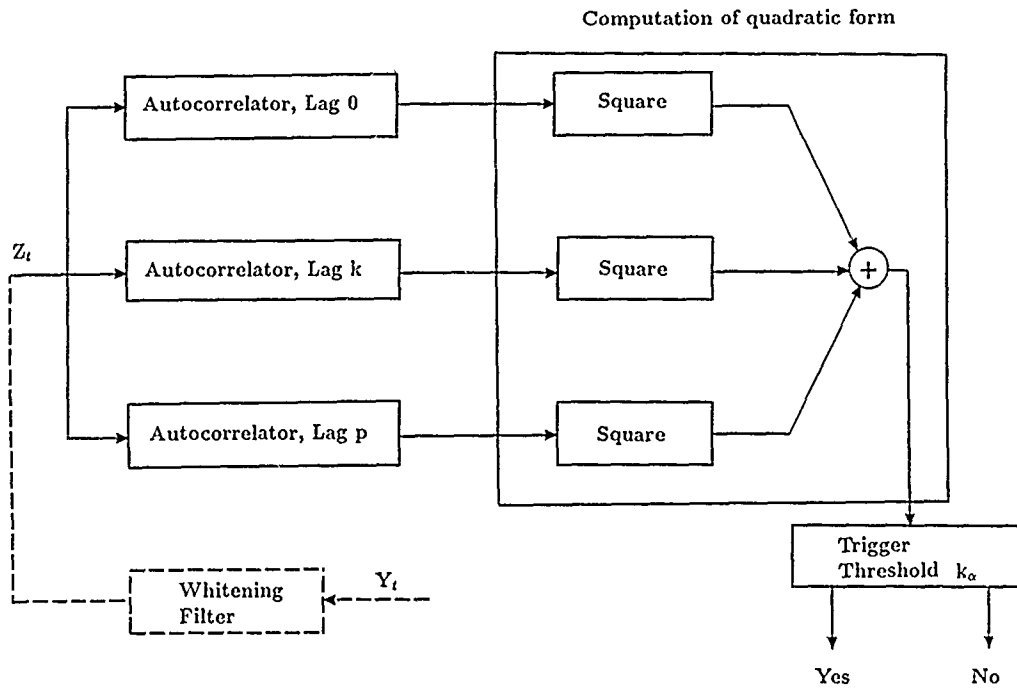 Computation of quadratic form
Autocorrelator, Lag 0
Square
Z_t
Autocorrelator, Lag k
Square
+
Autocorrelator, Lag p
Square
Trigger
Threshold k_α
Whitening
Filter
Y_t
Yes
No